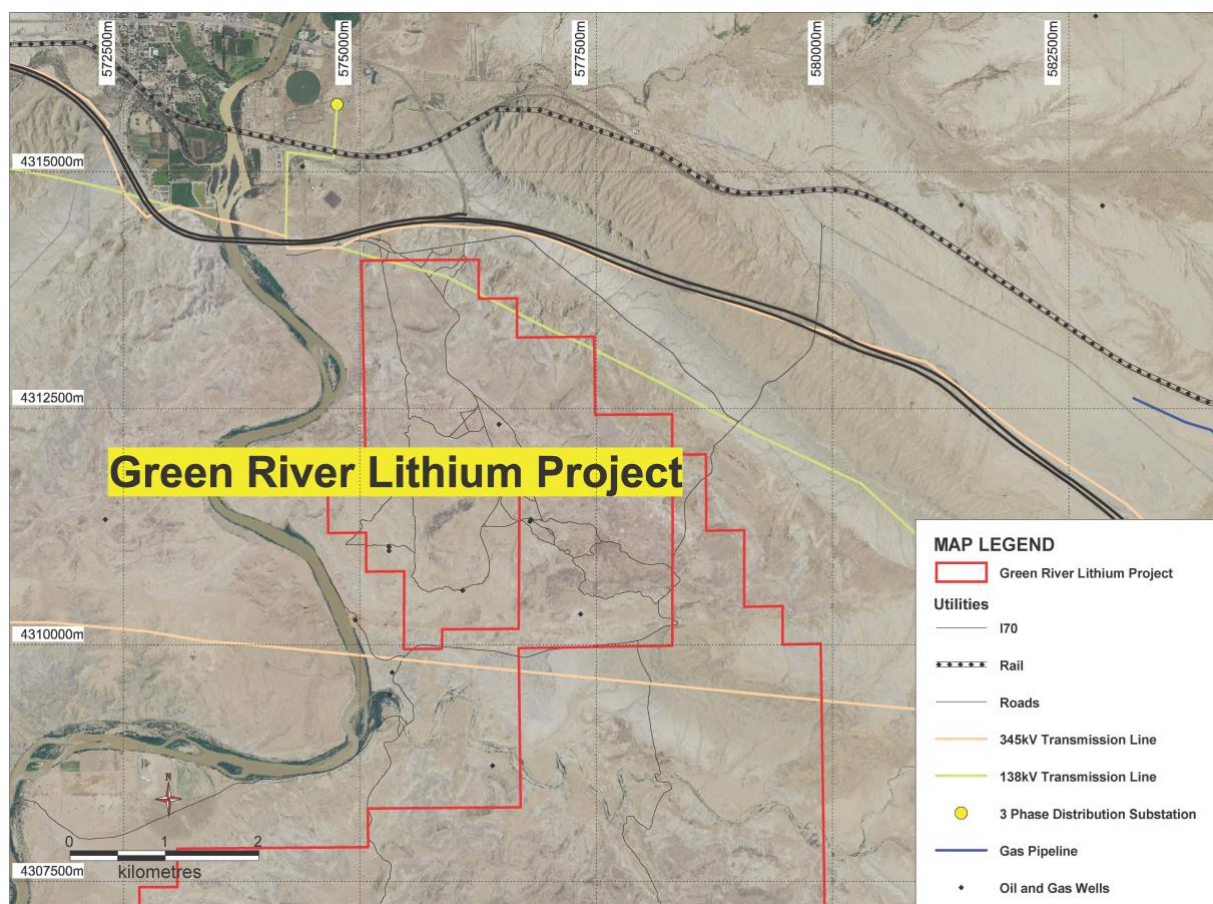 572500m
575000m
577500m
580000m
582500m
4315000m
4312500m
Green River Lithium Project
4310000m
4307500m
N
0 1 2
kilometres
MAP LEGEND
Green River Lithium Project
Utilities
I70
Rail
Roads
345kV Transmission Line
138kV Transmission Line
3 Phase Distribution Substation
Gas Pipeline
Oil and Gas Wells